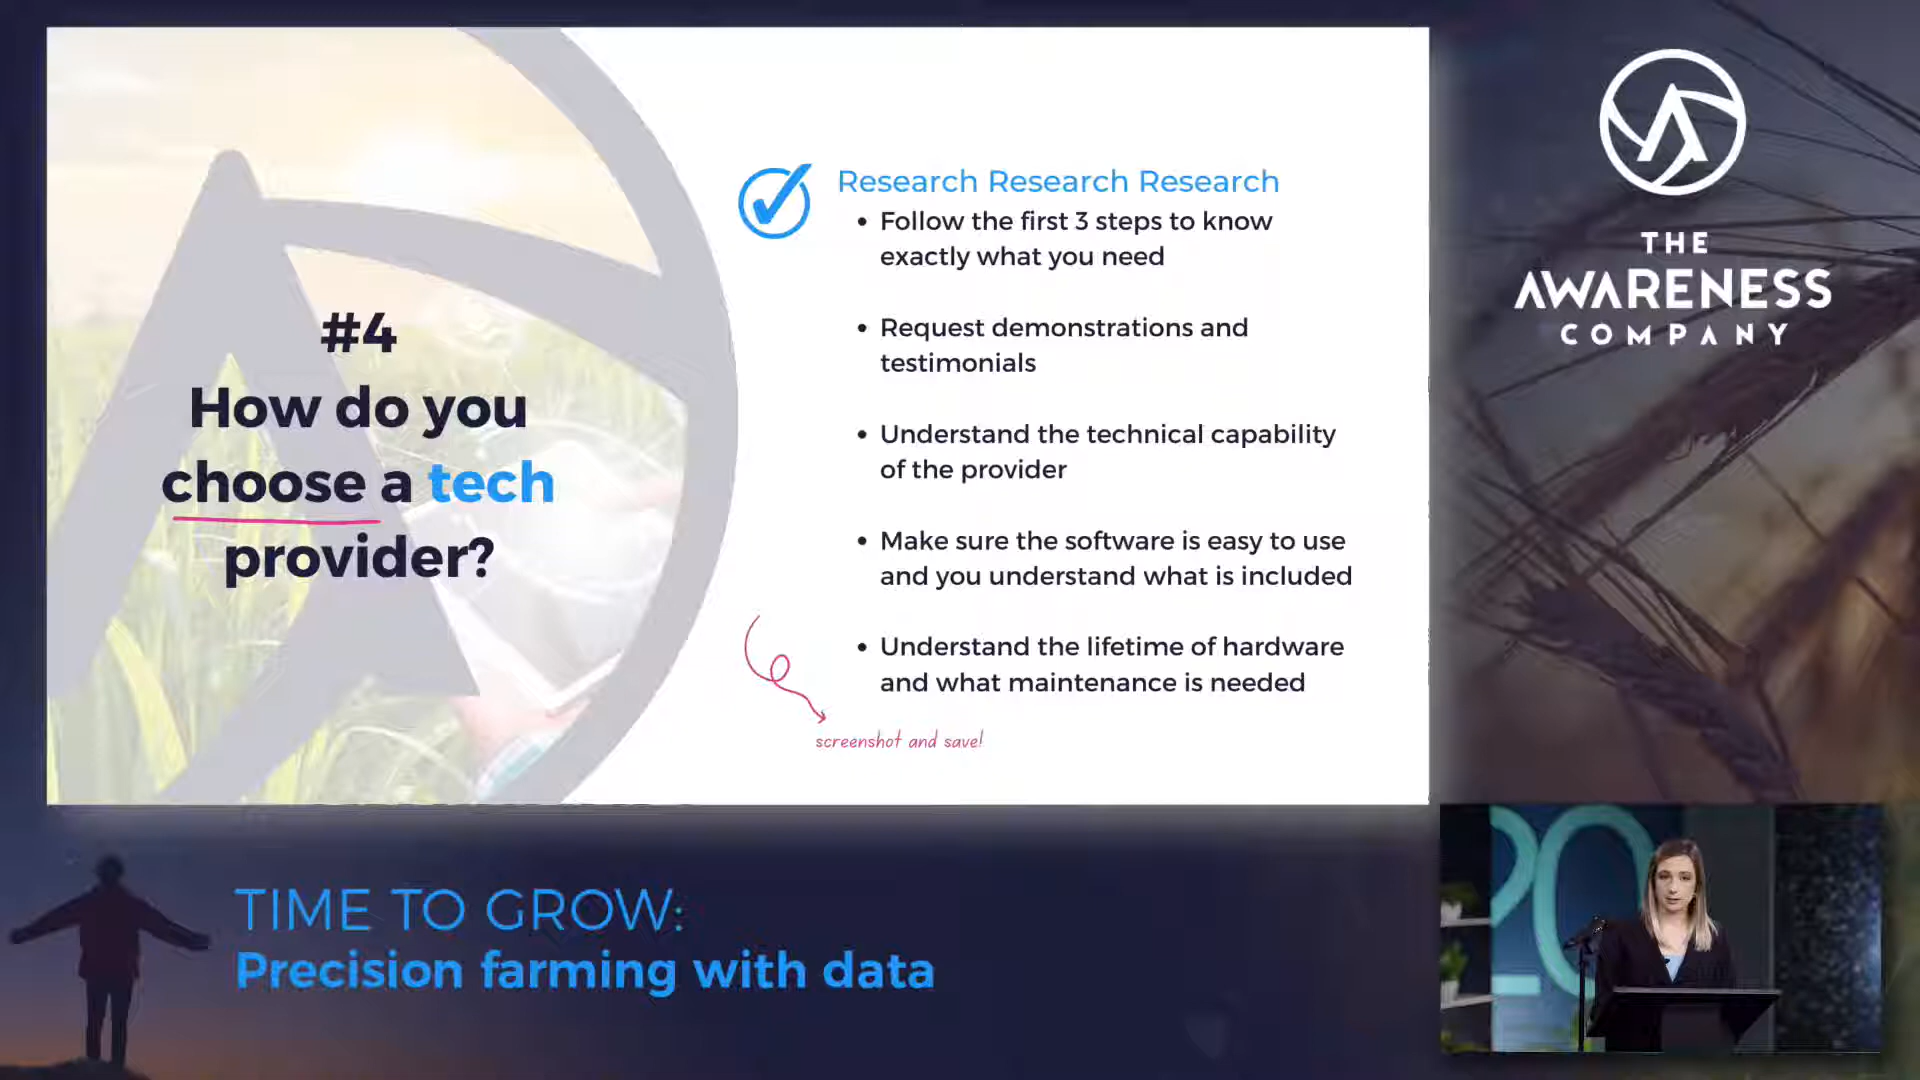 #4
How do you
choose a tech
provider?
Research Research Research
• Follow the first 3 steps to know
exactly what you need
• Request demonstrations and
testimonials
• Understand the technical capability
of the provider
• Make sure the software is easy to use
and you understand what is included
• Understand the lifetime of hardware
and what maintenance is needed
screenshot and save!
THE
AWARENESS
COMPANY
TIME TO GROW:
Precision farming with data
20